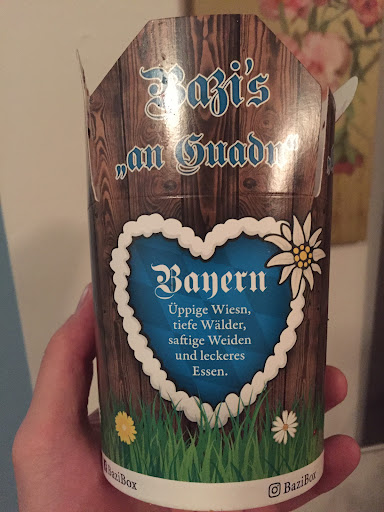 Bazi's
„an Guadn"
Bayern
Üppige Wiesn,
tiefe Wälder,
saftige Weiden
und leckeres
Essen.
BaziBox
BaziBox